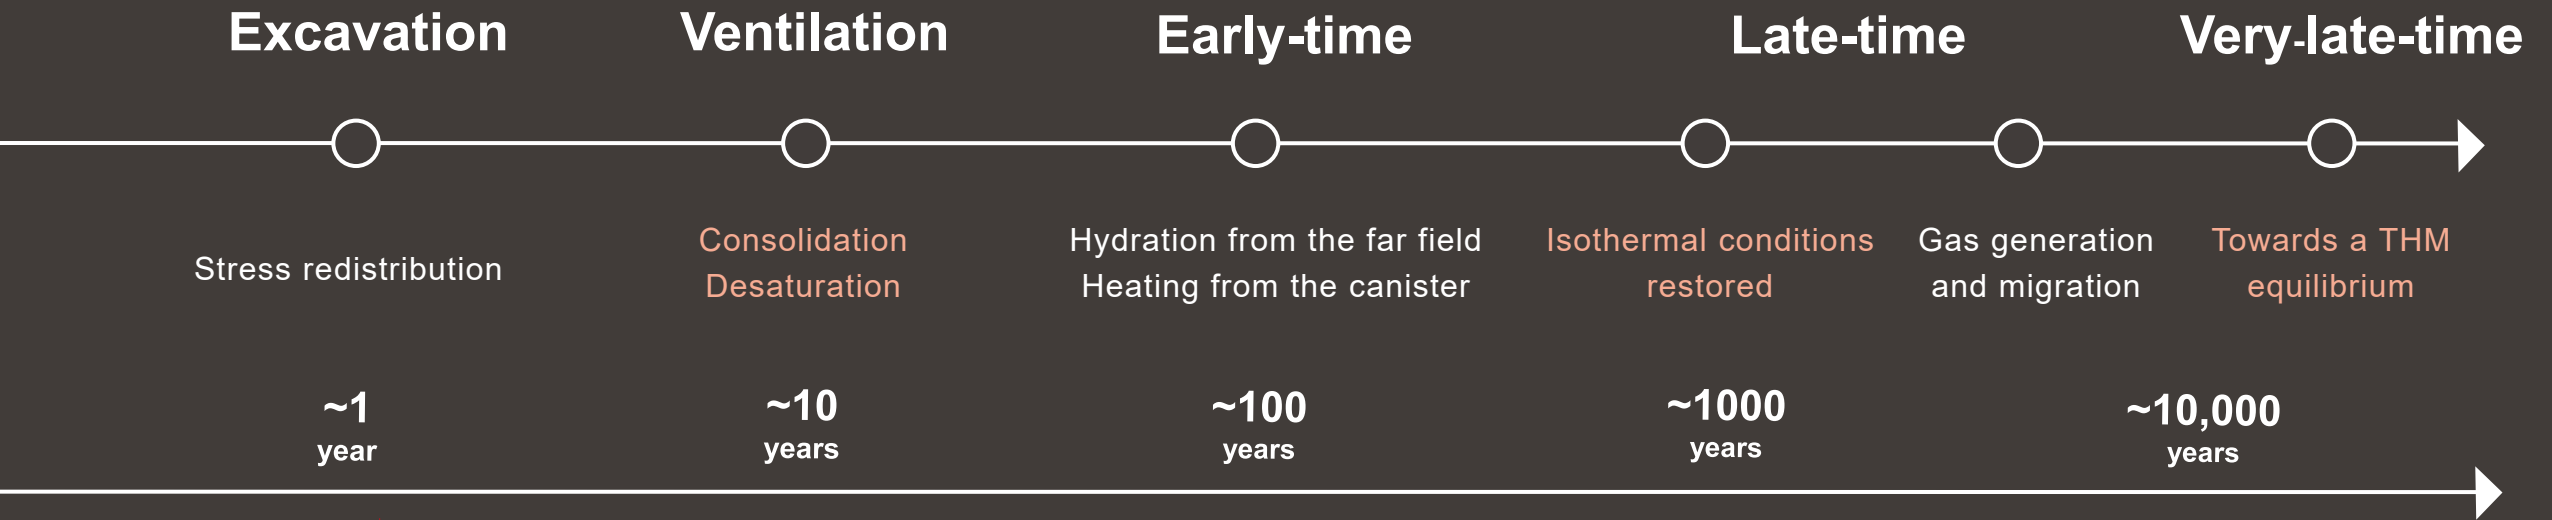 Excavation
Ventilation
Early-time
Late-time
Very-late-time
Stress redistribution
Consolidation
Desaturation
Hydration from the far field
Heating from the canister
Isothermal conditions
restored
Gas generation
and migration
Towards a THM
equilibrium
~1
year
~10
years
~100
years
~1000
years
~10,000
years